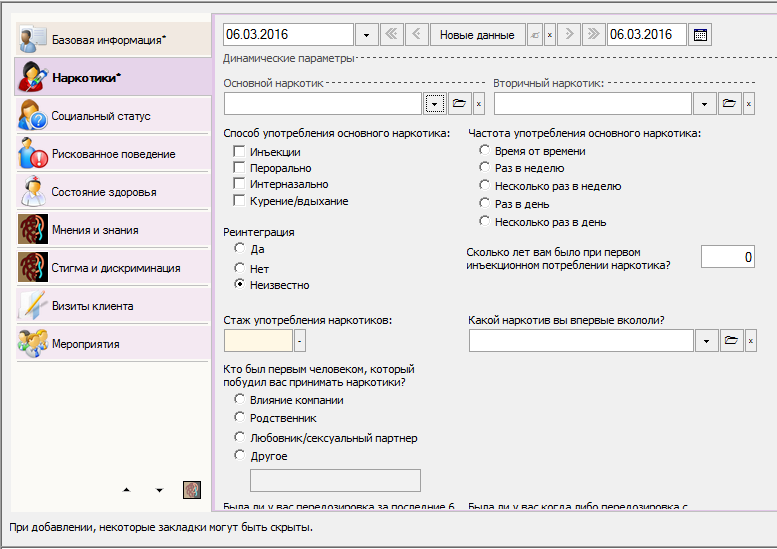 Базовая информация*
Наркотики*
Социальный статус
Рискованное поведение
Состояние здоровья
Мнения и знания
Стигма и дискриминация
Визиты клиента
Мероприятия
06.03.2016
Новые данные
x
06.03.2016
Динамические параметры
Основной наркотик
Вторичный наркотик:
x
x
Способ употребления основного наркотика:
Инъекции
Перорально
Интерназально
Курение/вдыхание
Частота употребления основного наркотика:
Время от времени
Раз в неделю
Несколько раз в неделю
Раз в день
Несколько раз в день
Реинтеграция
Да
Нет
Неизвестно
Сколько лет вам было при первом
инъекционном потреблении наркотика?
0
Стаж употребления наркотиков:
-
Какой наркотив вы впервые вкололи?
x
Кто был первым человеком, который
побудил вас принимать наркотики?
Влияние компании
Родственник
Любовник/сексуальный партнер
Другое
Была ли у вас передозировка за последние 6
Была ли у вас когда либо передозировка с
При добавлении, некоторые закладки могут быть скрыты.